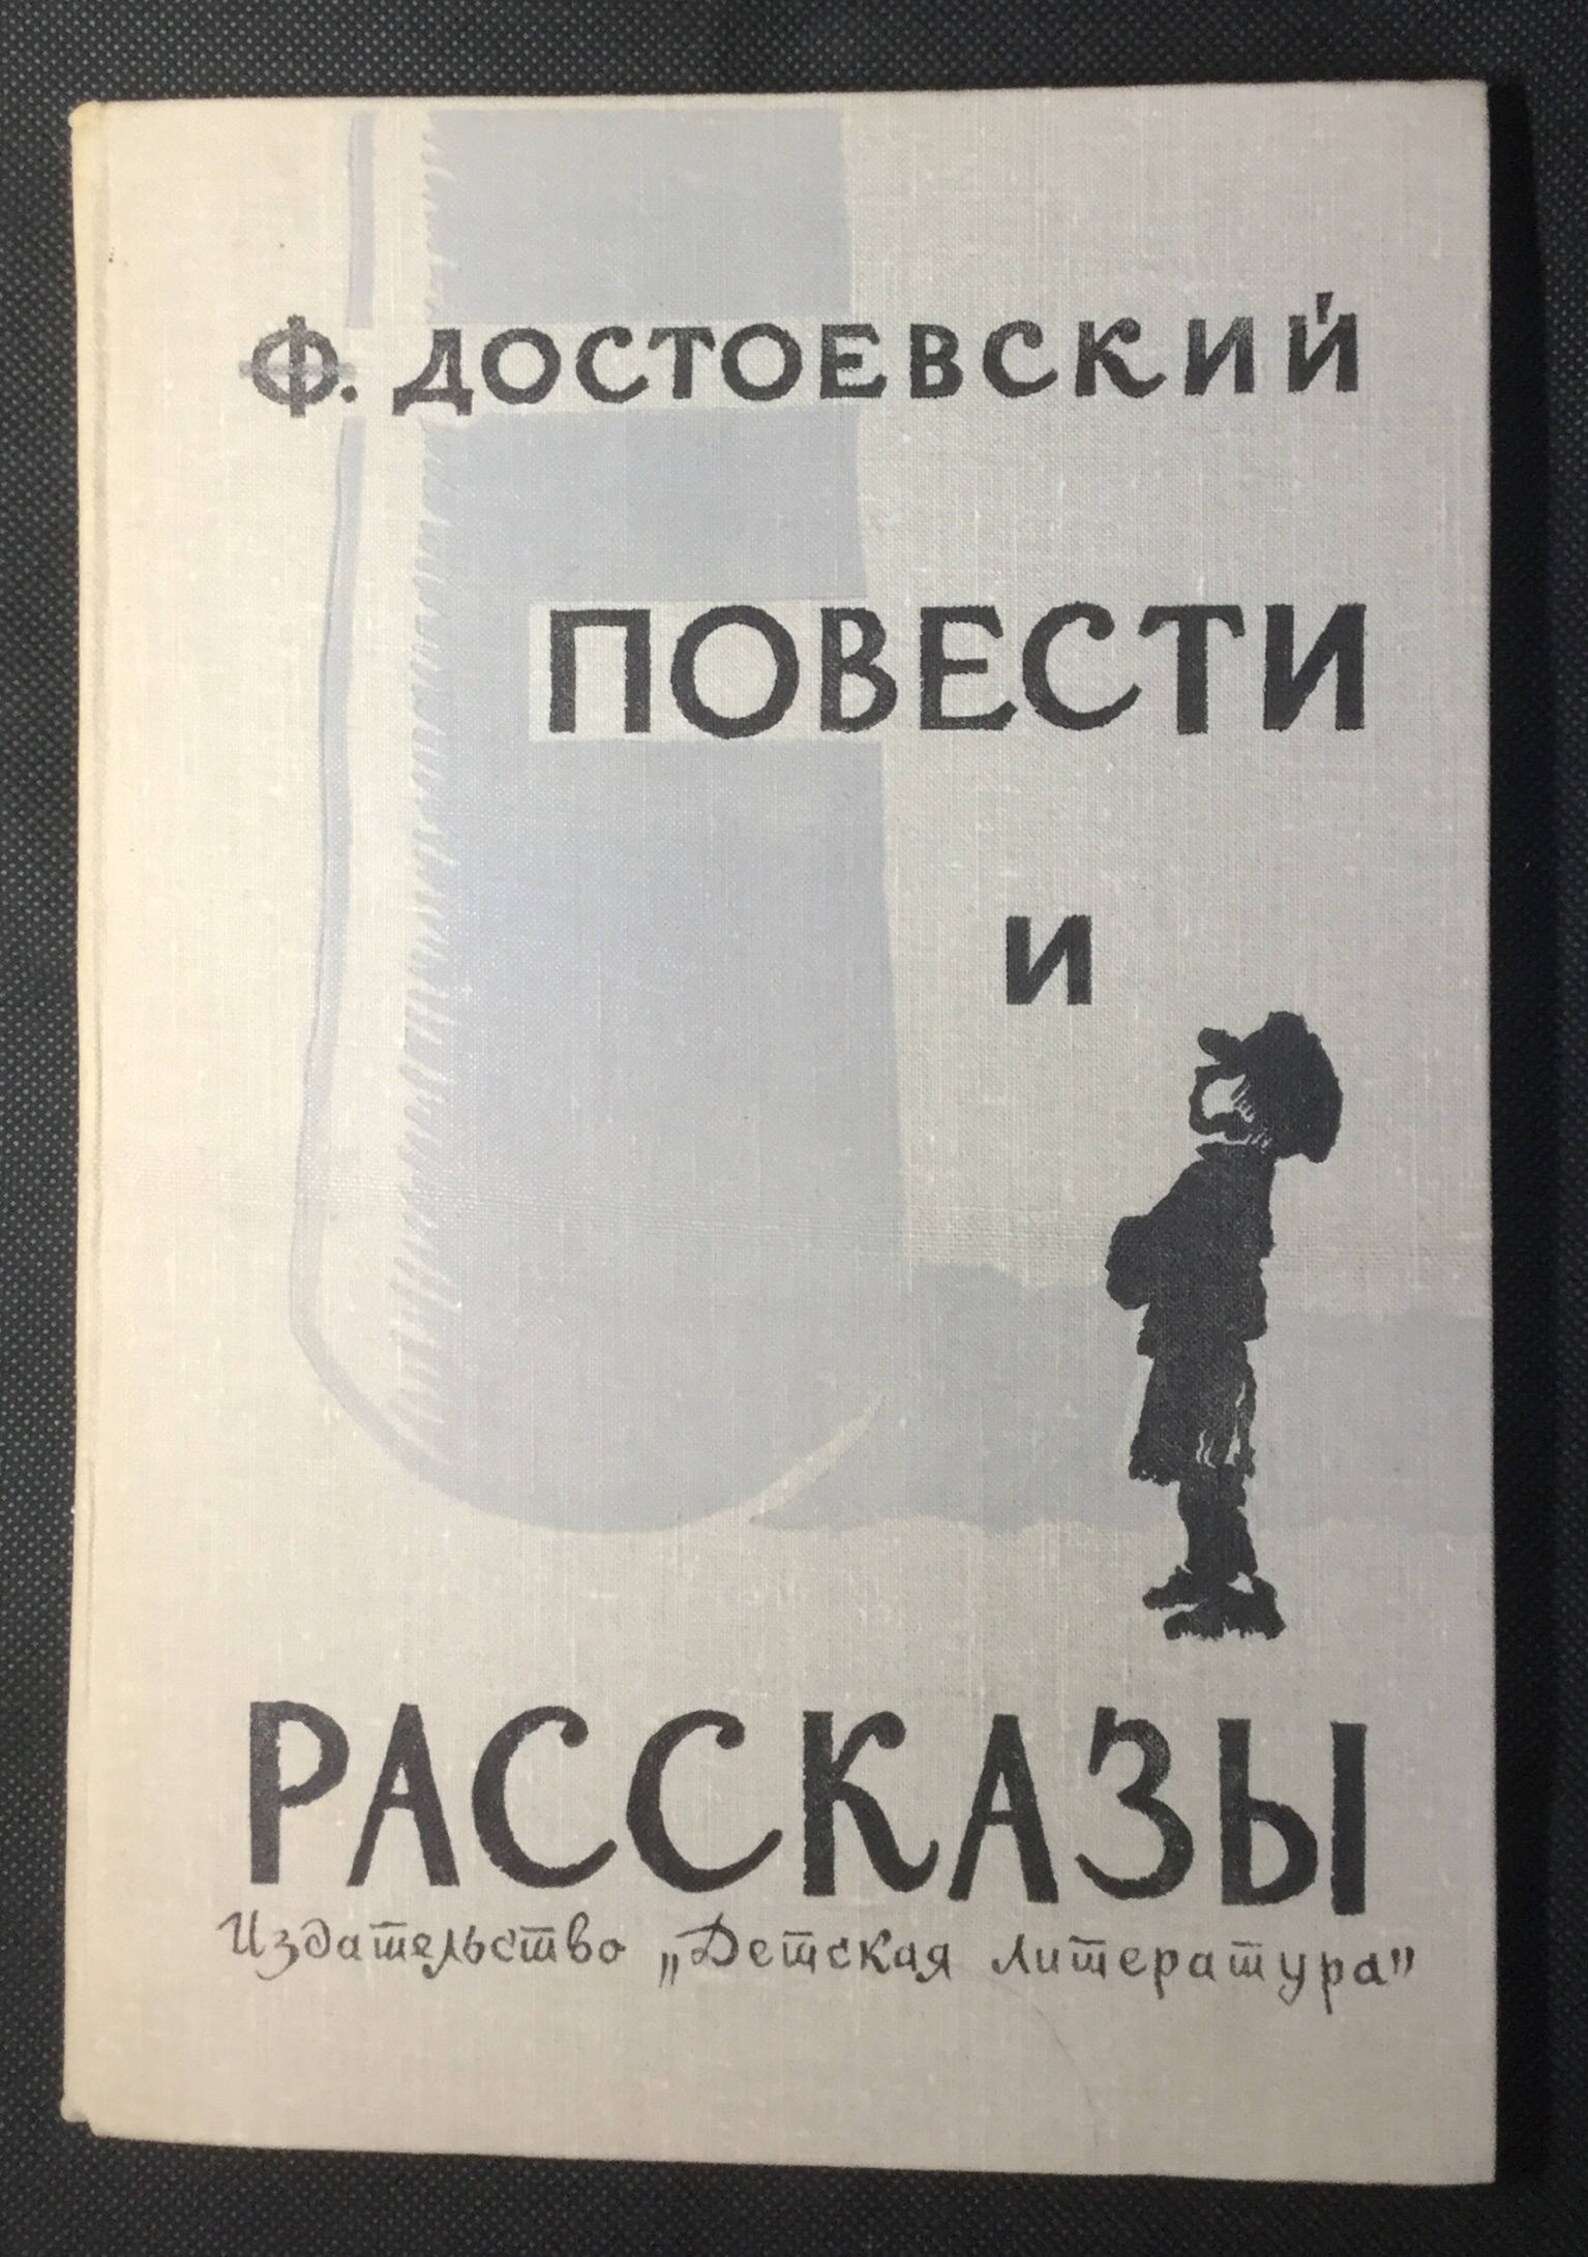 Ф. ДОСТОЕВСКИЙ
ПОВЕСТИ
И
РАССКАЗЫ
Издательство „Детская литература”